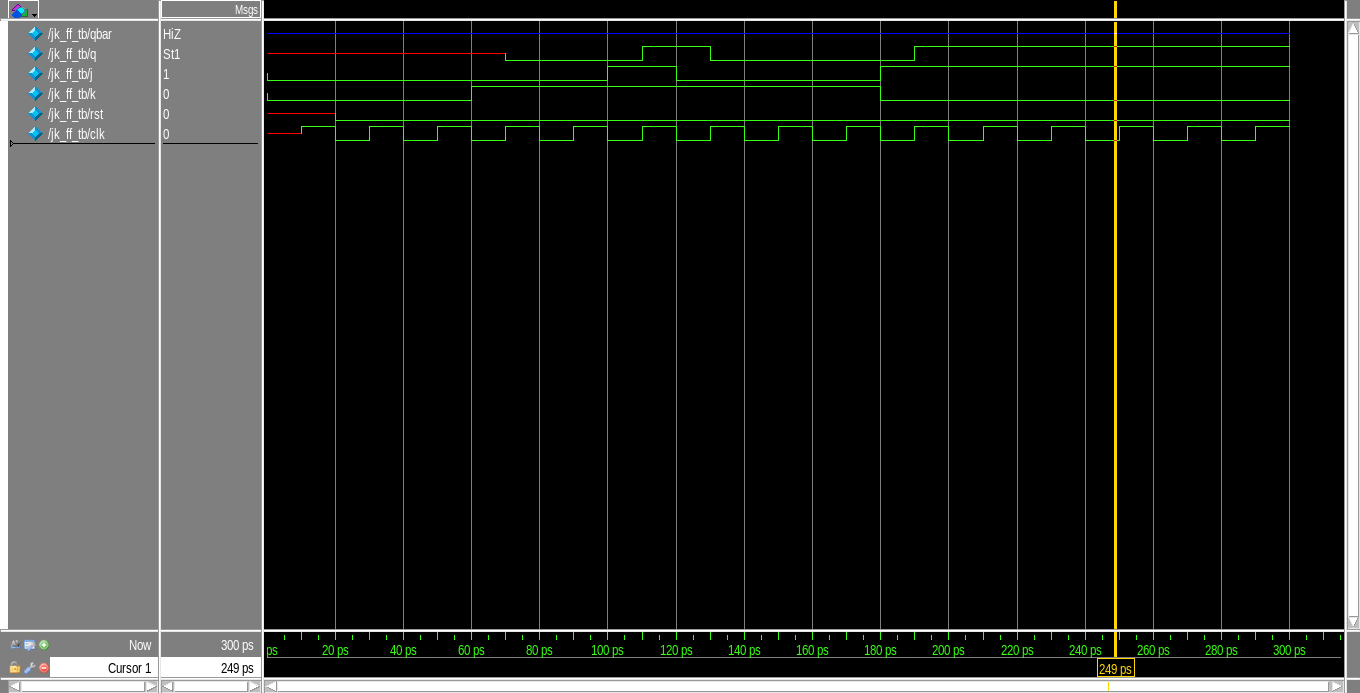 Msgs
/jk_ff_tb/qbar HiZ
/jk_ff_tb/q St1
/jk_ff_tb/j 1
/jk_ff_tb/k 0
/jk_ff_tb/rst 0
/jk_ff_tb/clk 0
Now 300 ps ps 20 ps 40 ps 60 ps 80 ps 100 ps 120 ps 140 ps 160 ps 180 ps 200 ps 220 ps 240 ps 260 ps 280 ps 300 ps
Cursor 1 249 ps 249 ps